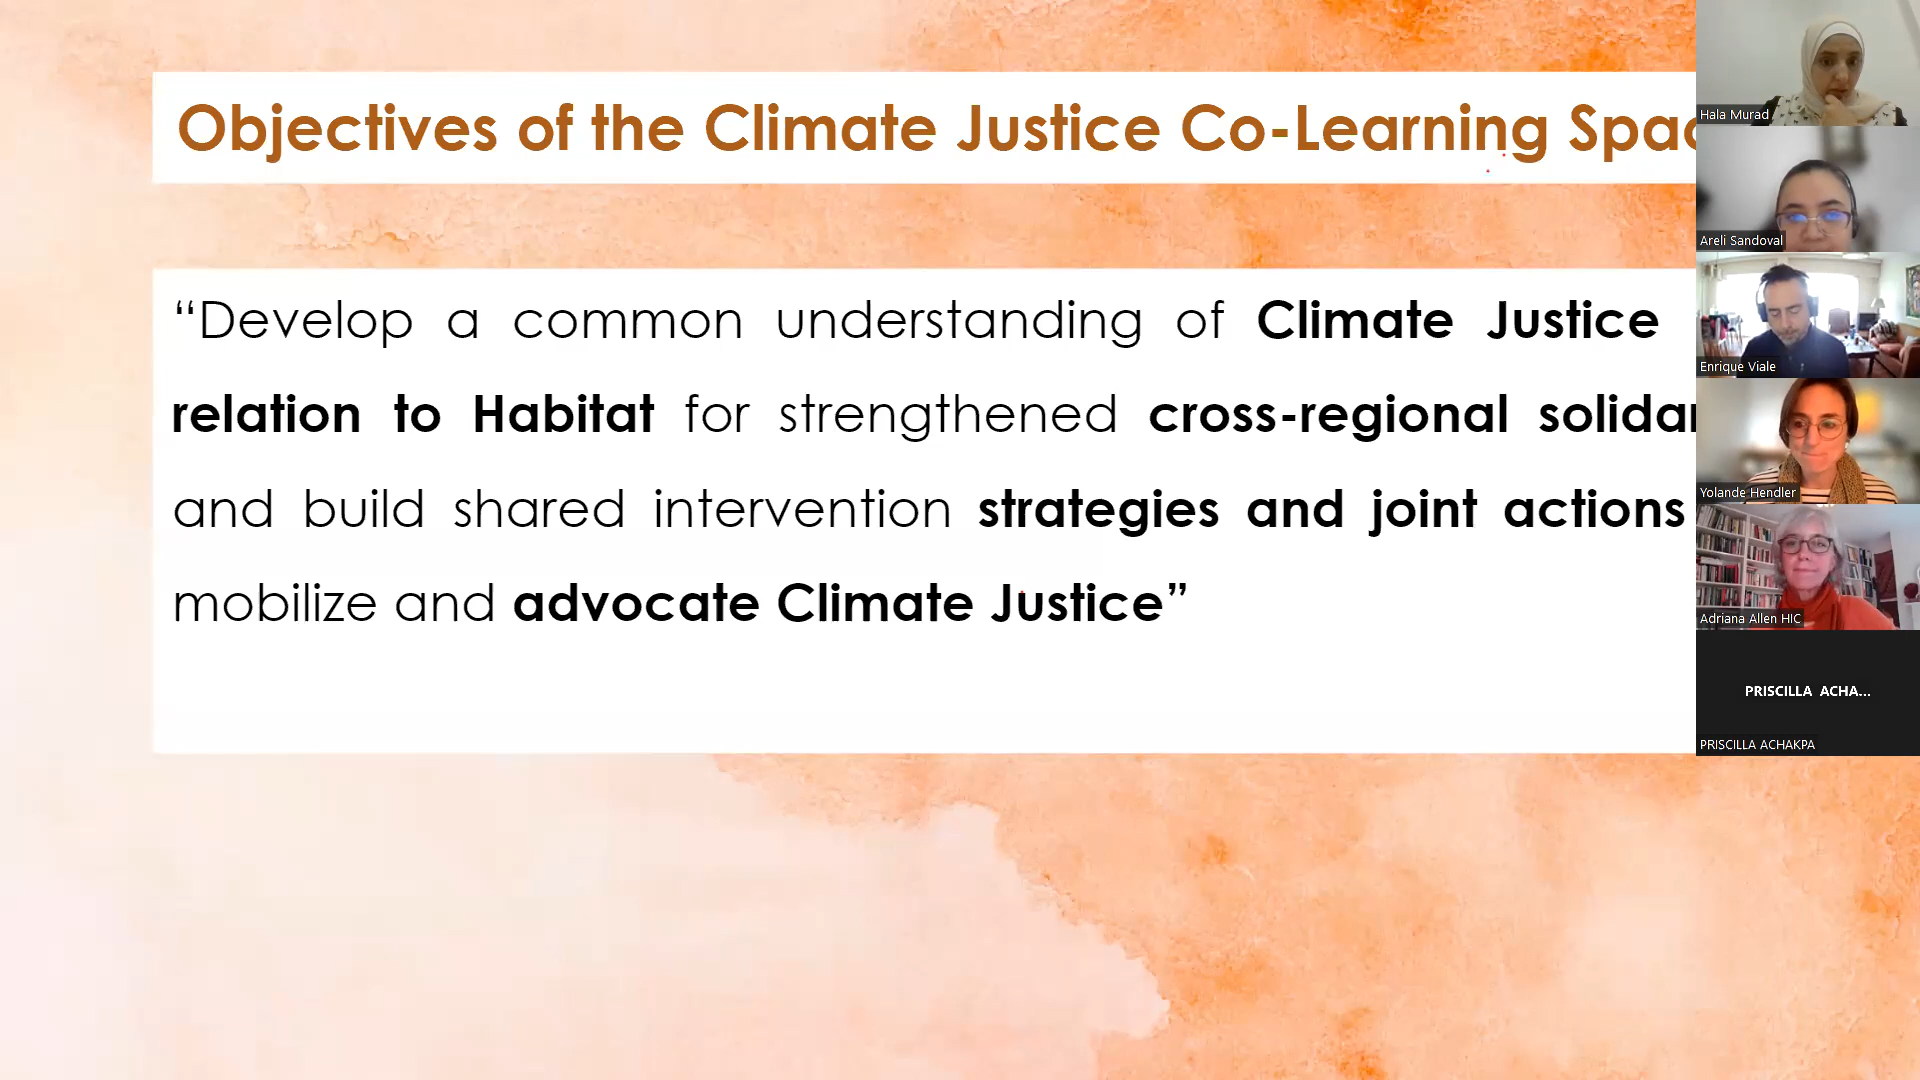 Objectives of the Climate Justice Co-Learning
“Develop a common understanding of Climate Justice
relation to Habitat for strengthened cross-regional
and build shared intervention strategies and joint actions
mobilize and advocate Climate Justice”
Hala Murad
Areli Sandoval
Enrique Viale
Yolande Hendler
Adriana Allen HIC
PRISCILLA ACHA...
PRISCILLA ACHAKPA